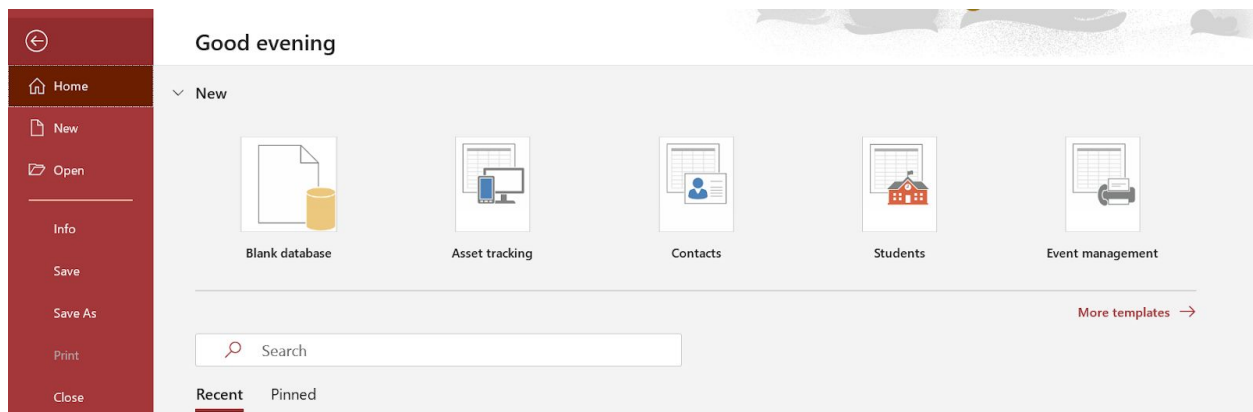 Good evening
Home
New
Open
Info
Save
Save As
Print
Close
New
Blank database
Asset tracking
Contacts
Students
Event management
More templates
Search
Recent Pinned